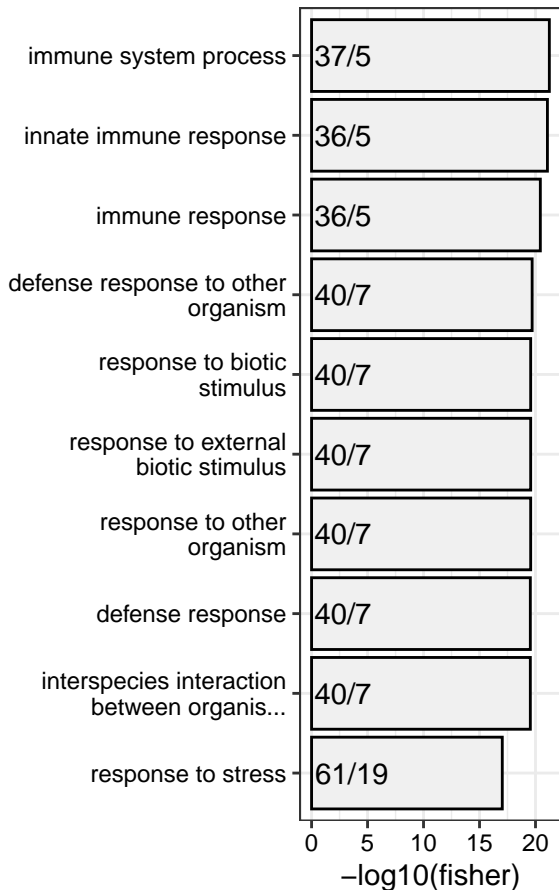 immune system process
37/5
innate immune response
36/5
immune response
36/5
defense response to other
organism
40/7
response to biotic
stimulus
40/7
response to external
biotic stimulus
40/7
response to other
organism
40/7
defense response
40/7
interspecies interaction
between organis...
40/7
response to stress
61/19
0 5 10 15 20
−log10(fisher)